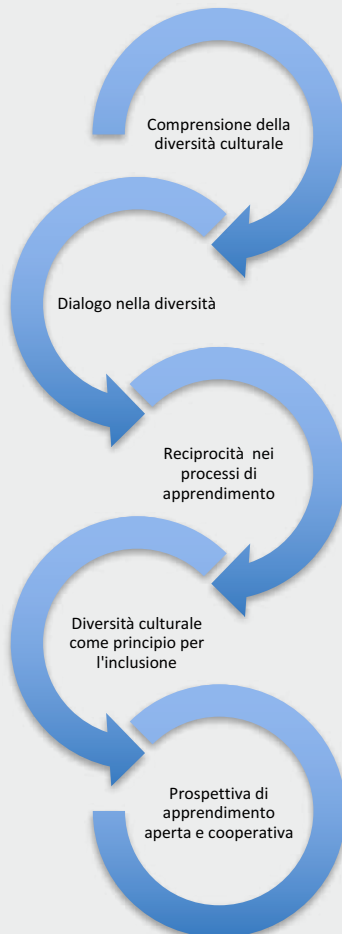 Comprensione della
diversità culturale
Dialogo nella diversità
Reciprocità nei
processi di
apprendimento
Diversità culturale
come principio per
l'inclusione
Prospettiva di
apprendimento
aperta e cooperativa